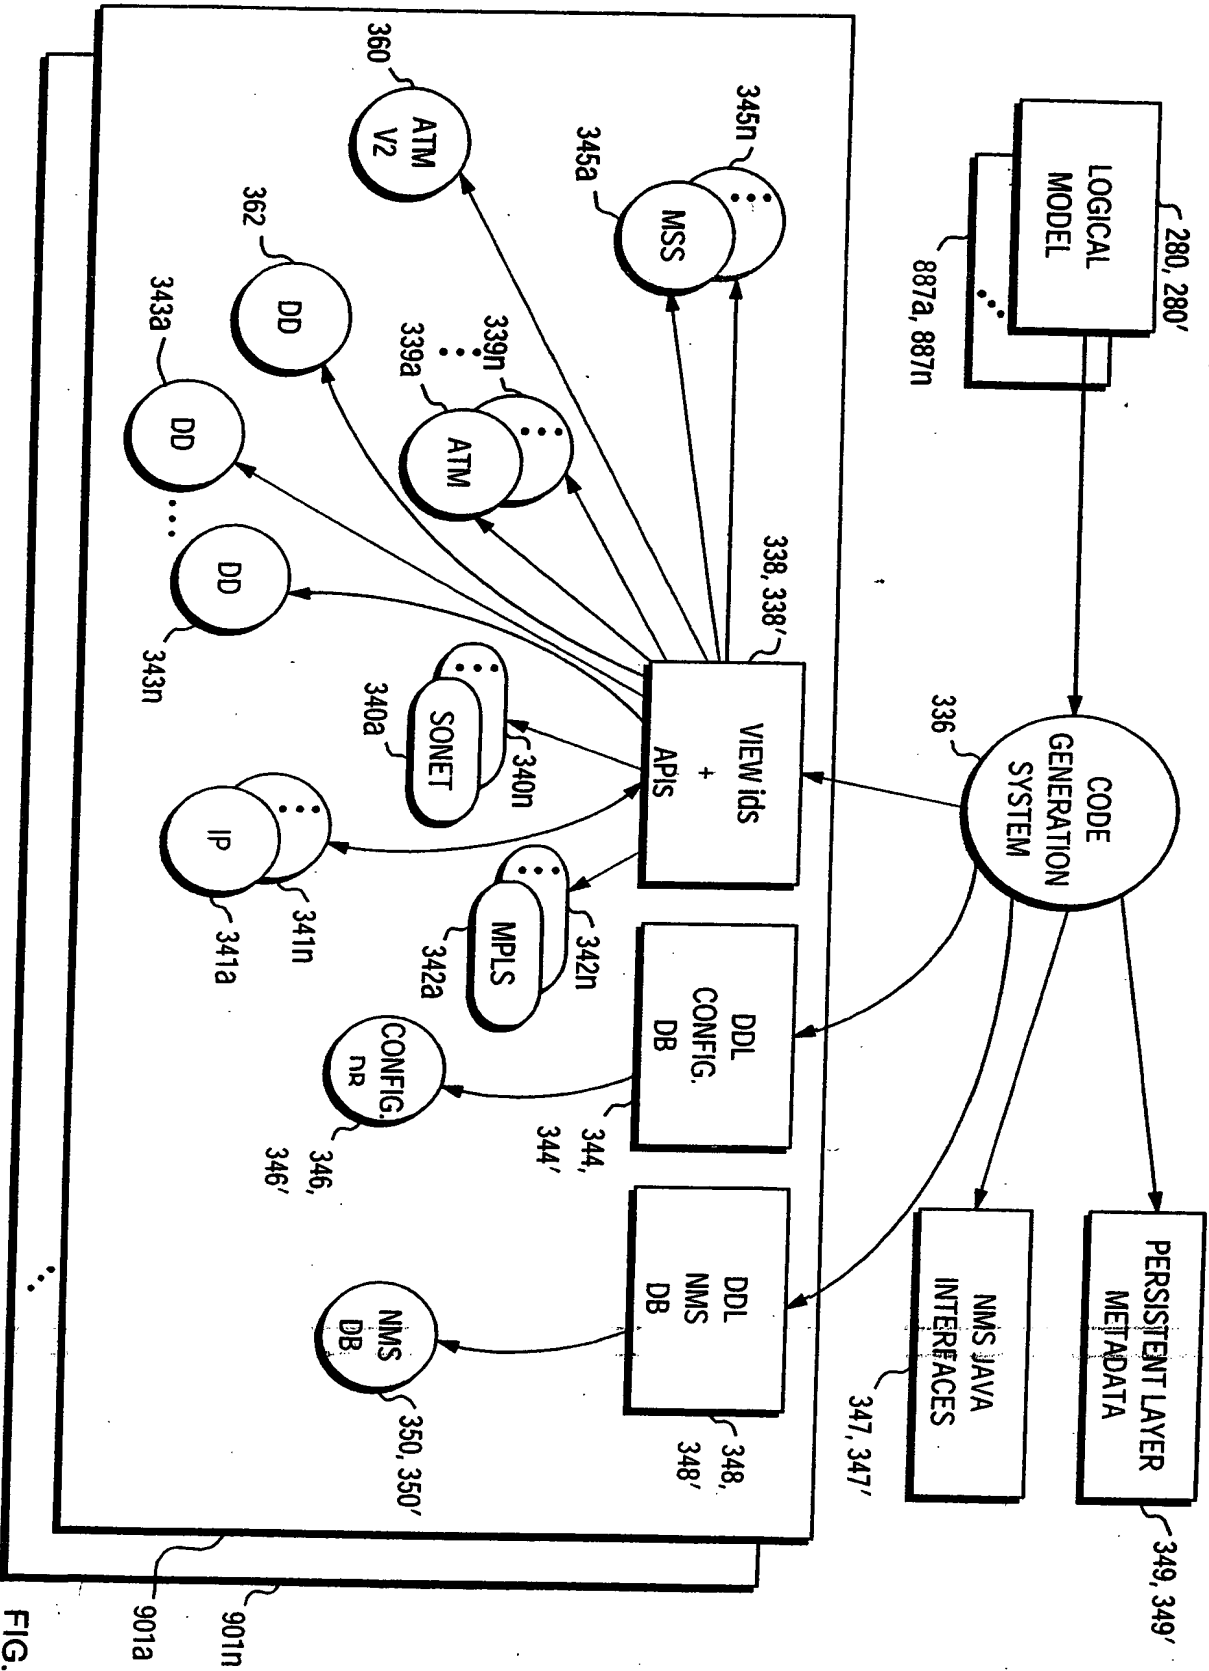 280, 280′
LOGICAL
MODEL
887a, 887n
CODE
GENERATION
SYSTEM
336
PERSISTENT LAYER
METADATA
349, 349′
NMS JAVA
INTERFACES
347, 347′
338, 338′
VIEW ids
+
APIs
DDL
CONFIG.
DB
344,
344′
DDL
NMS
DB
348,
348′
345n
345a
MSS
360
ATM
V2
362
DD
339n
339a
ATM
343a
DD
DD
343n
340n
SONET
340a
341n
IP
341a
342n
MPLS
342a
CONFIG.
DB
346,
346′
NMS
DB
350, 350′
901a
901n
FIG.